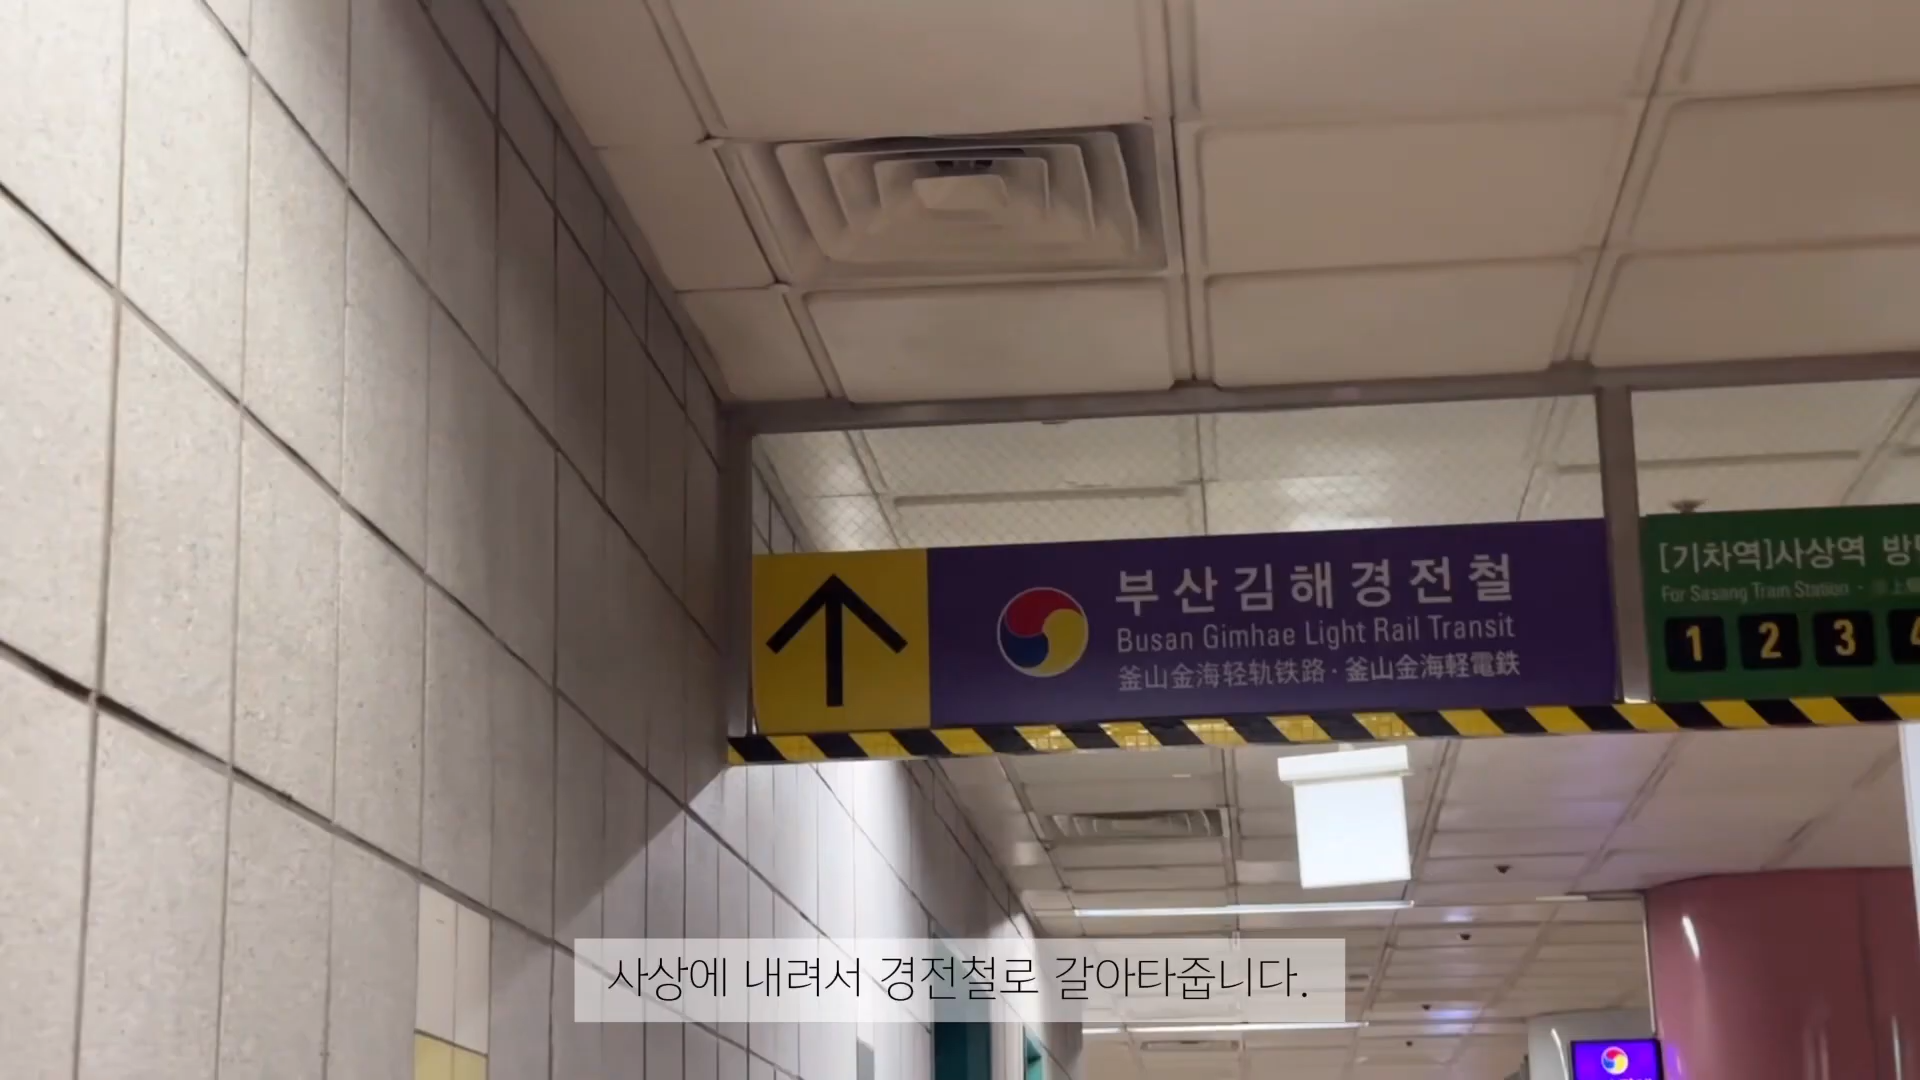 부산김해경전철
Busan Gimhae Light Rail Transit
釜山金海轻轨铁路·釜山金海軽電鉄
[기차역]사상역
For Sasang Train Station
1 2 3 4
사상에 내려서 경전철로 갈아타줍니다.